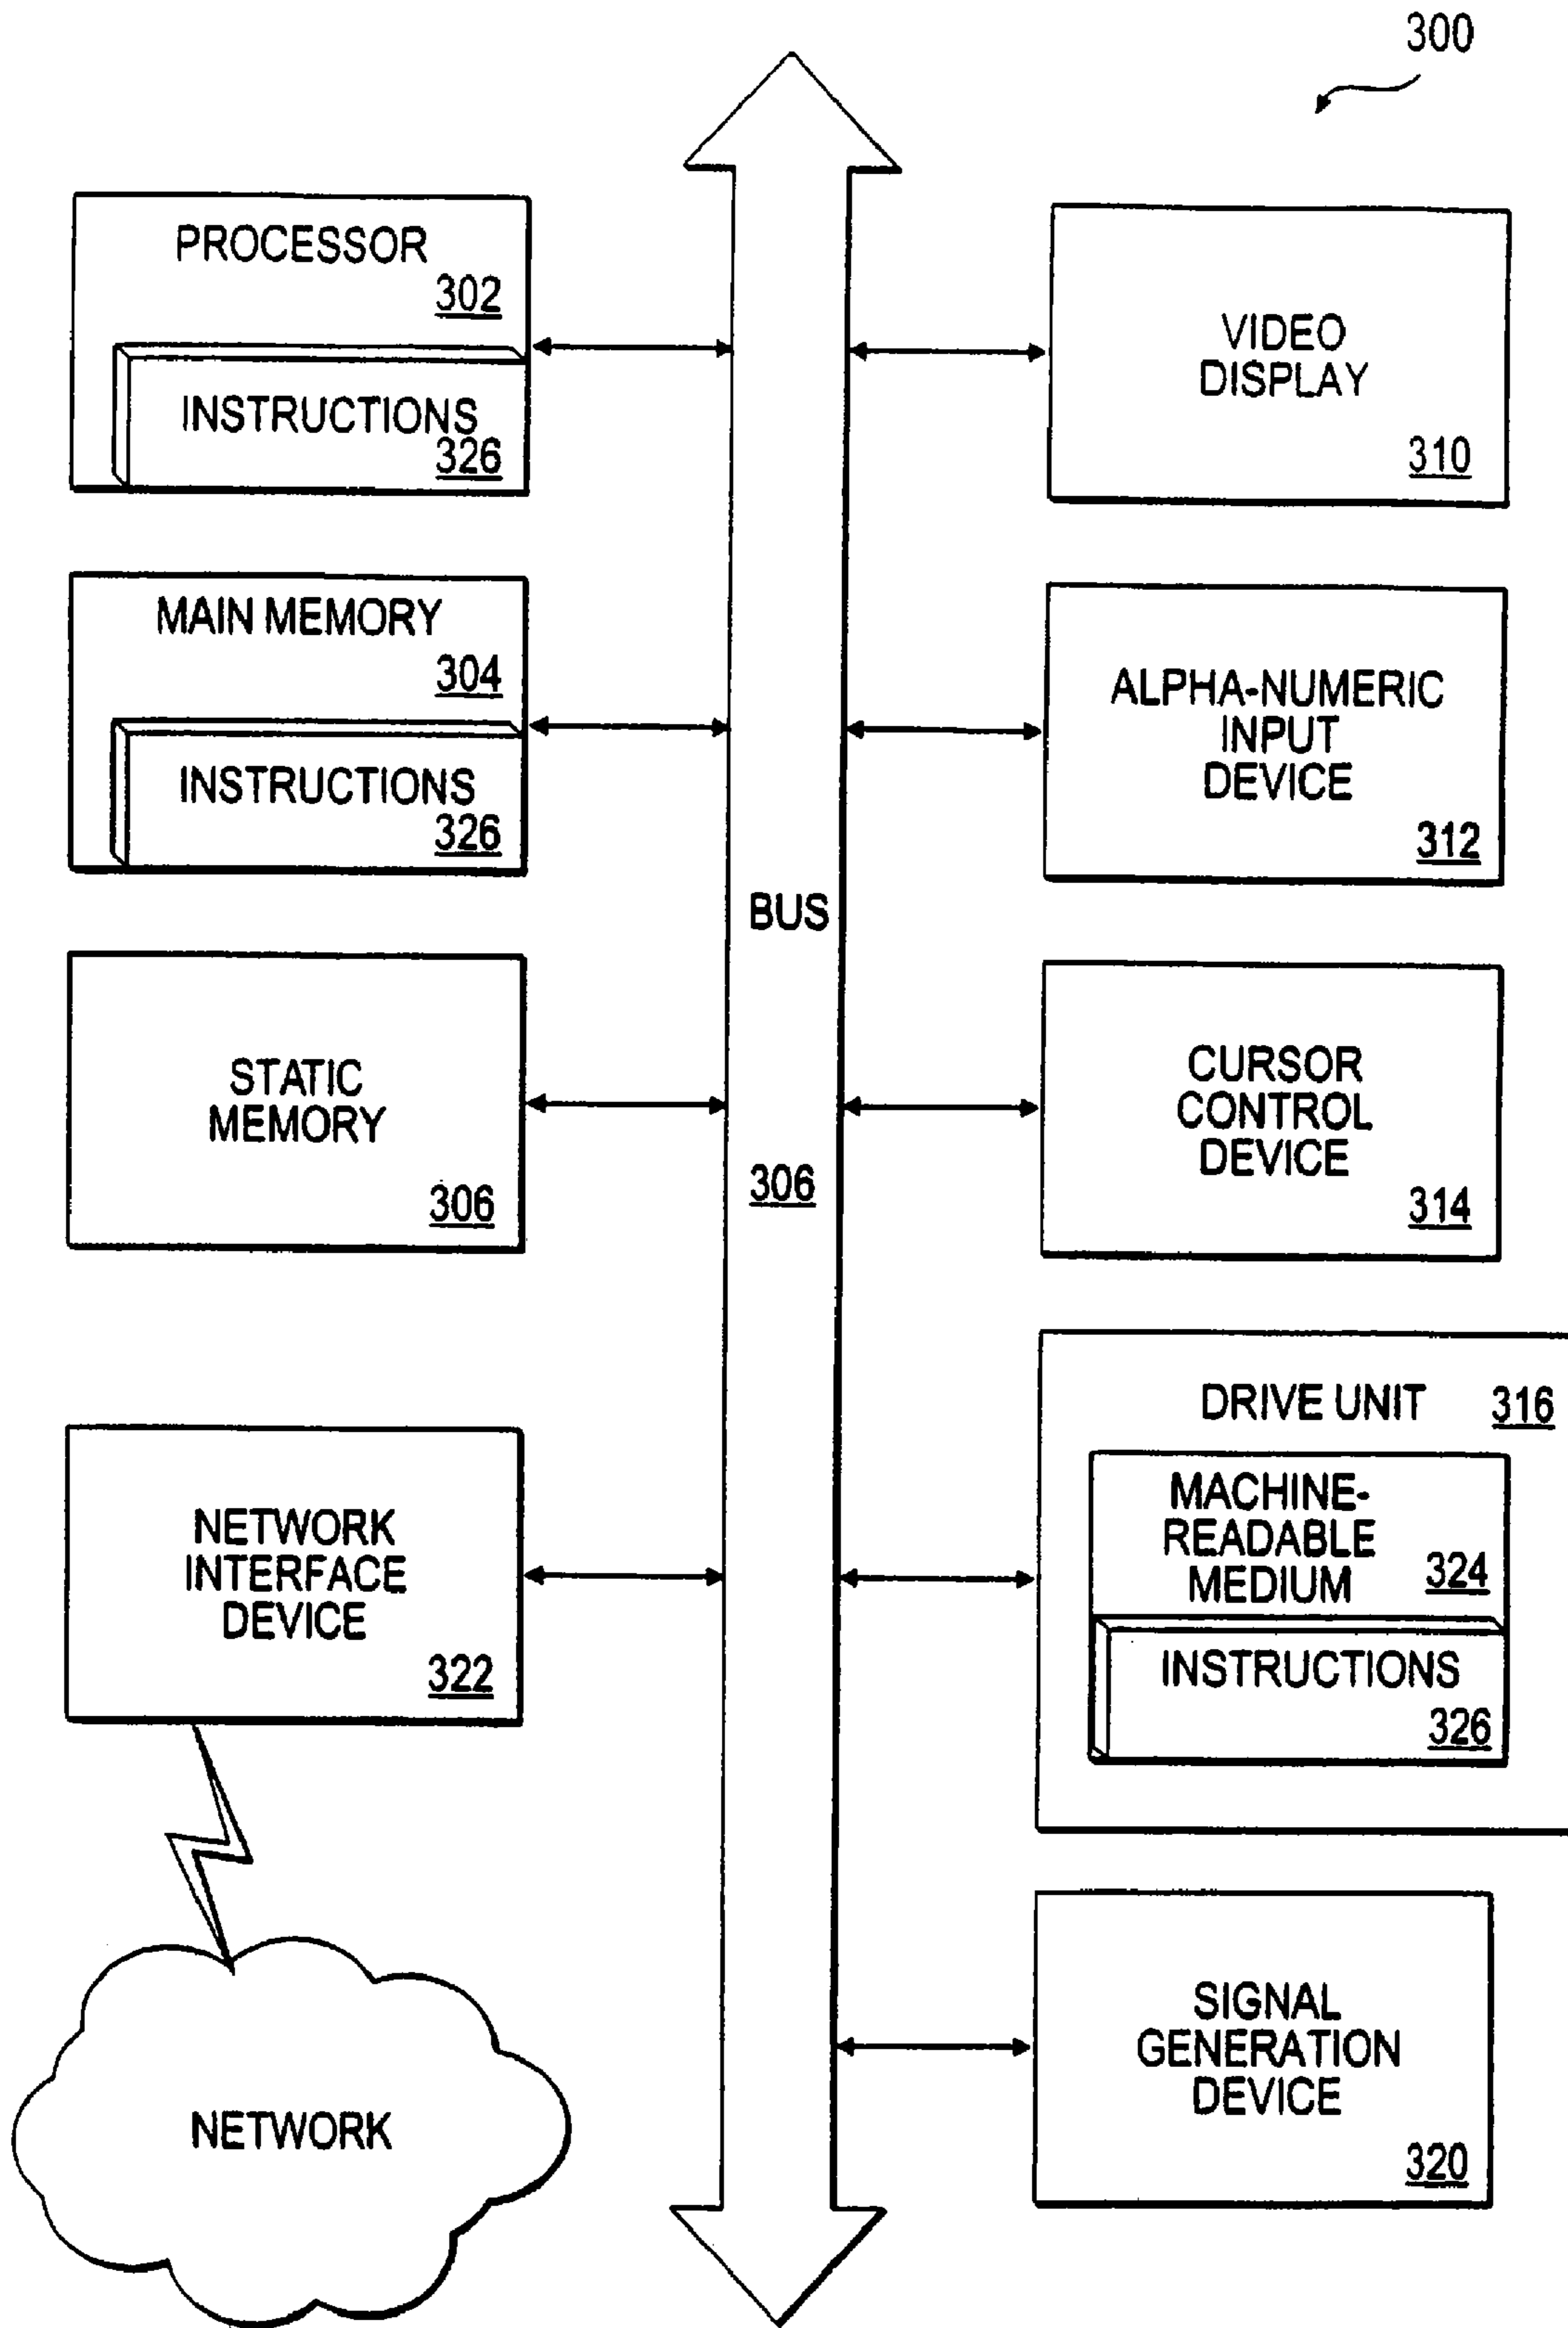 300
PROCESSOR
302
INSTRUCTIONS
326
MAIN MEMORY
304
INSTRUCTIONS
326
STATIC
MEMORY
306
NETWORK
INTERFACE
DEVICE
322
NETWORK
BUS
306
VIDEO
DISPLAY
310
ALPHA-NUMERIC
INPUT
DEVICE
312
CURSOR
CONTROL
DEVICE
314
DRIVE UNIT 316
MACHINE-
READABLE
MEDIUM 324
INSTRUCTIONS
326
SIGNAL
GENERATION
DEVICE
320